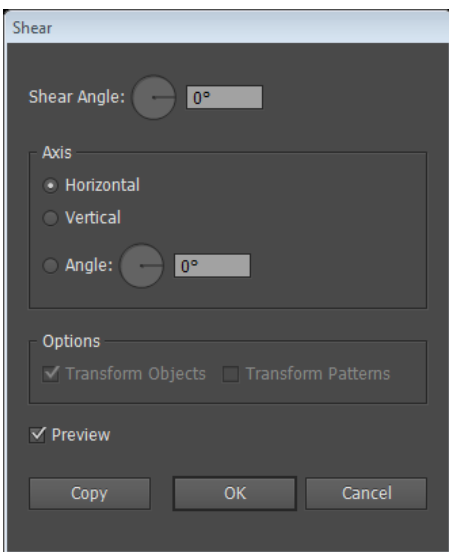 Shear
Shear Angle: 0°
Axis
Horizontal
Vertical
Angle: 0°
Options
Transform Objects Transform Patterns
Preview
Copy OK Cancel